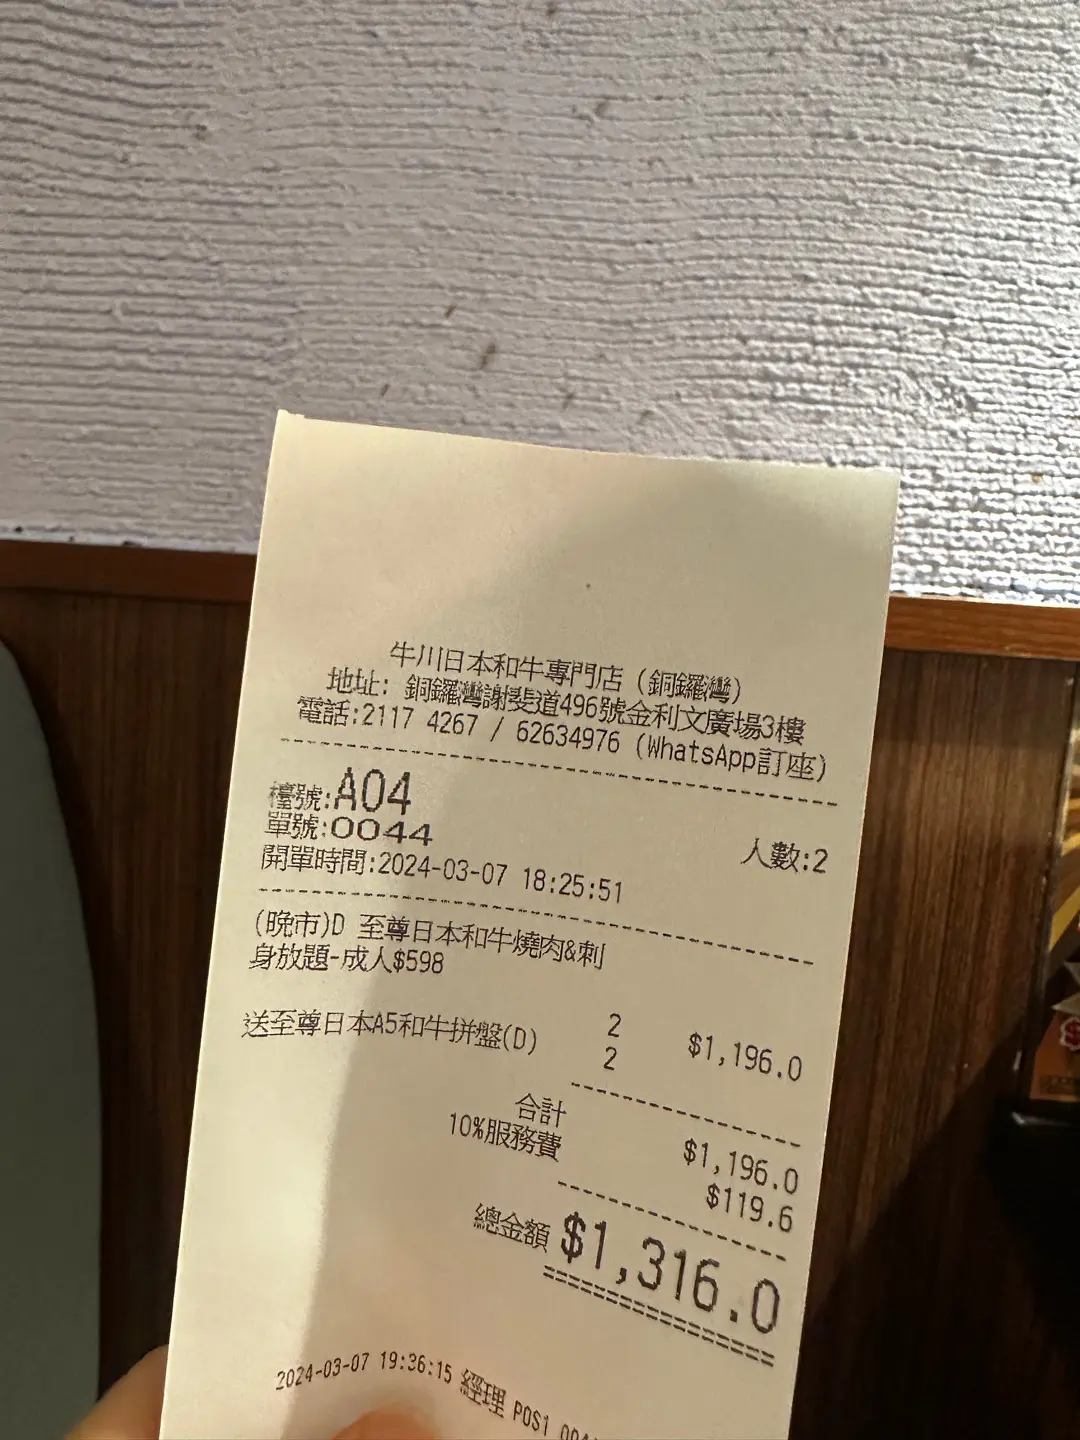 牛川日本和牛專門店 (銅鑼灣)
地址: 銅鑼灣謝斐道496號金利文廣場3樓
電話:2117 4267 / 62634976 (WhatsApp訂座)
檯號:A04
單號:0044 人數:2
開單時間:2024-03-07 18:25:51
(晚市)D 至尊日本和牛燒肉&刺
身放題-成人$598
2 $1,196.0
送至尊日本A5和牛拼盤(D) 2
合計 $1,196.0
10%服務費 $119.6
總金額 $1,316.0
2024-03-07 19:36:15 經理 POS1